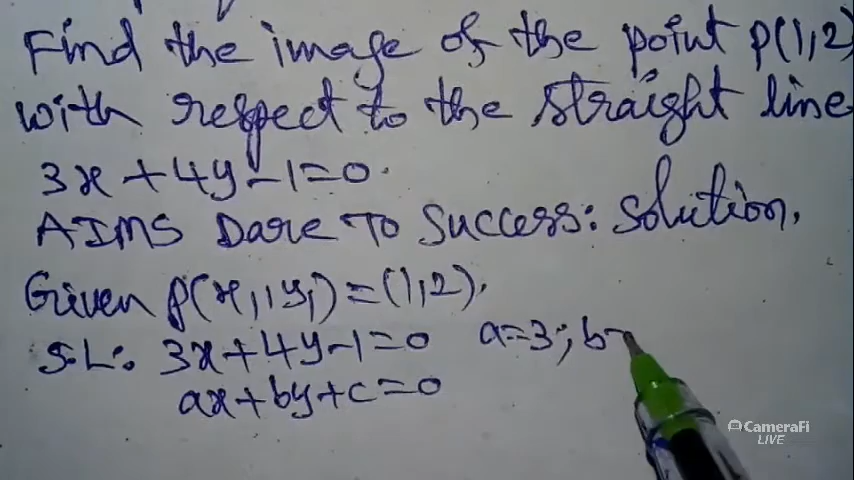 Find the image of the point P(1,2)
with respect to the straight line
3x+4y-1=0.
AIMS Dare To Success: Solution.
Given P(x₁,y₁)=(1,2).
S.L: 3x+4y-1=0 a=3; b=
ax+by+c=0
CameraFi
LIVE